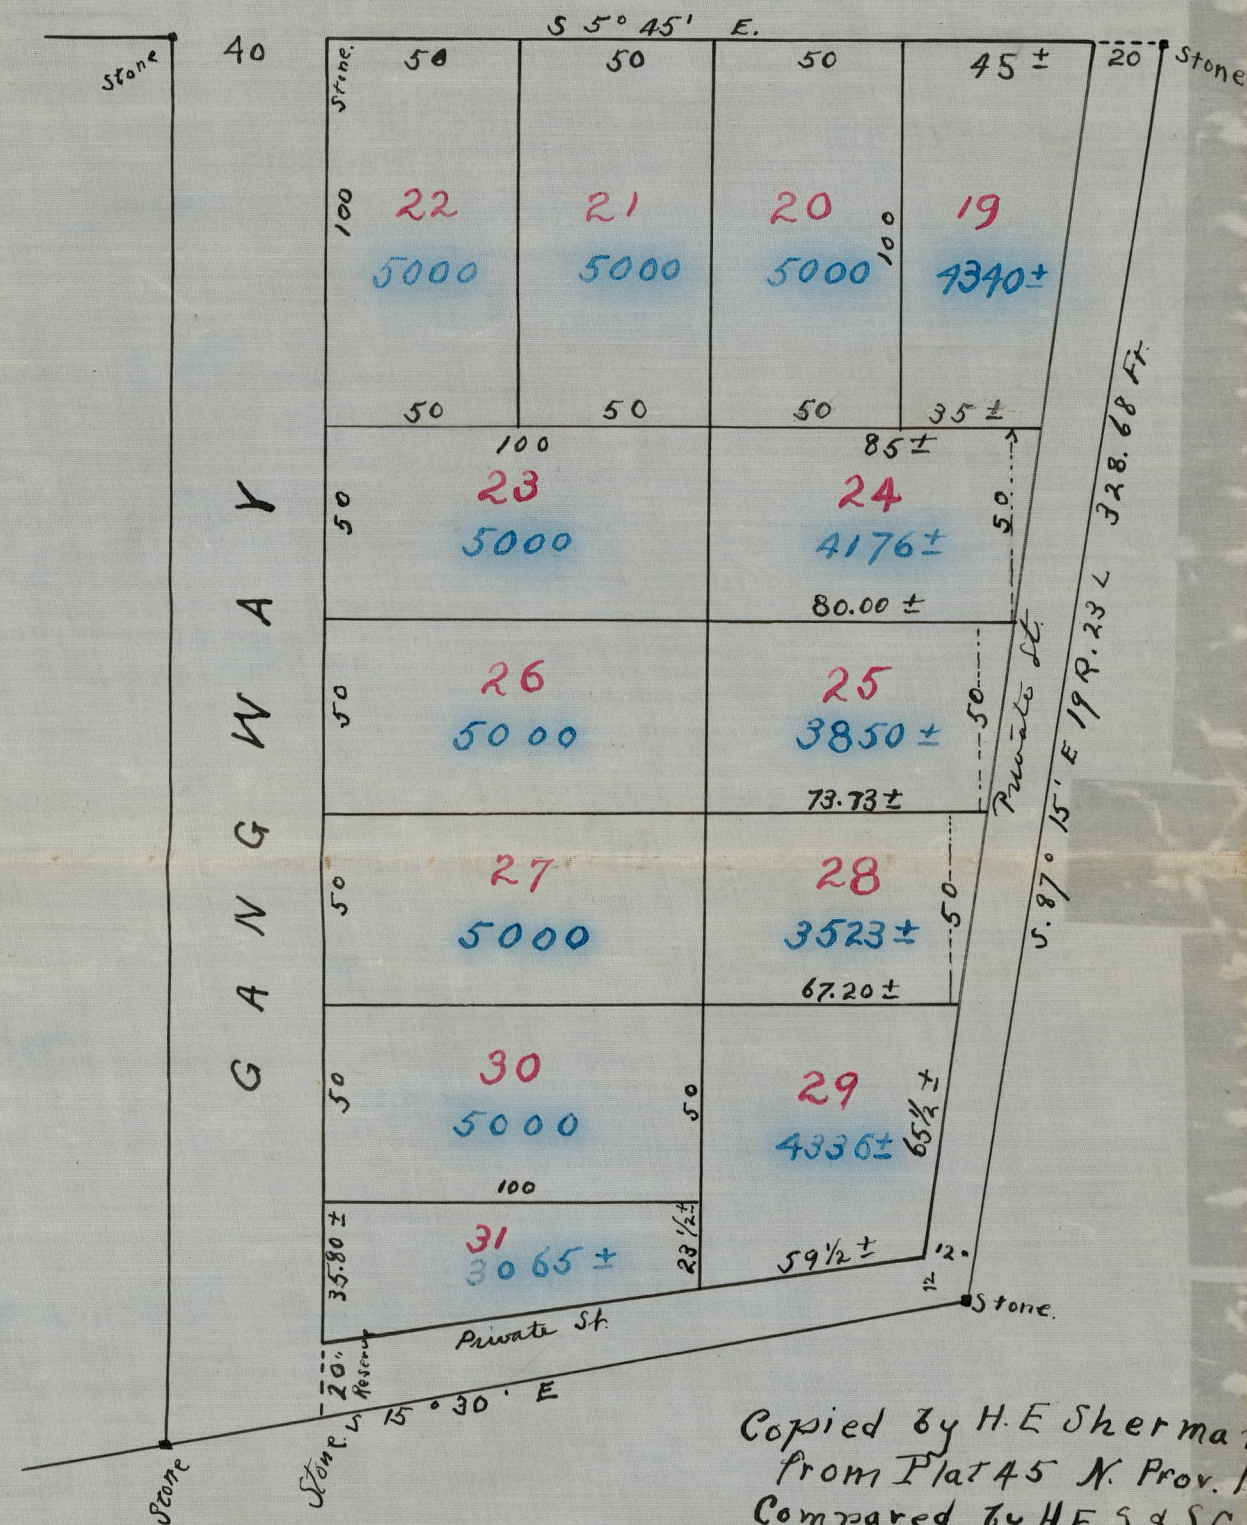 S 5° 45' E.
Stone 40 Stone. 50 50 50 45 ± 20 Stone
100 22 21 20 100 19
5000 5000 5000 4340±
50 50 50 35 ±
100 85 ±
50 23 24 50
5000 4176±
80.00 ±
50 26 25 50
5000 3850 ±
73.73±
50 27 28 50
5000 3523±
67.20 ±
50 30 50 29 65½ ±
5000 4336±
100
35.80 ± 31 23½± 59½ ± 12.
3065 ± 12
Stone.
Private St.
20" Reserve
S 15° 30' E
Stone Stone.
GANGWAY
Private St.
S. 87° 15' E 19 R. 23 L 328.68 Ft.
Copied by H.E Sherma
from Plat 45 N. Prov.
Compared by H E S &